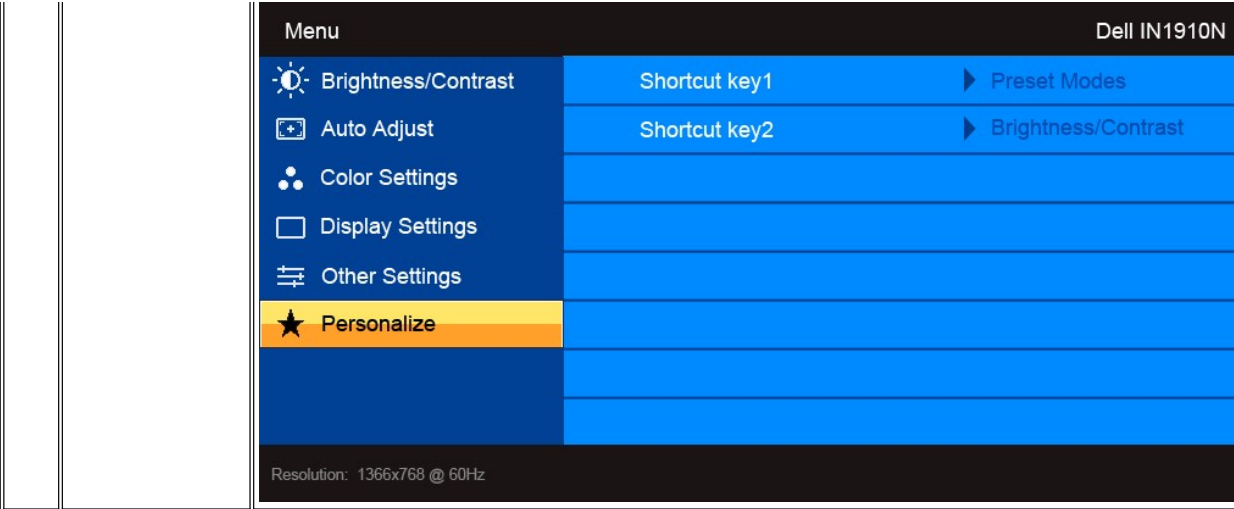 Menu Dell IN1910N
Brightness/Contrast Shortcut key1 Preset Modes
Auto Adjust Shortcut key2 Brightness/Contrast
Color Settings
Display Settings
Other Settings
Personalize
Resolution: 1366x768 @ 60Hz